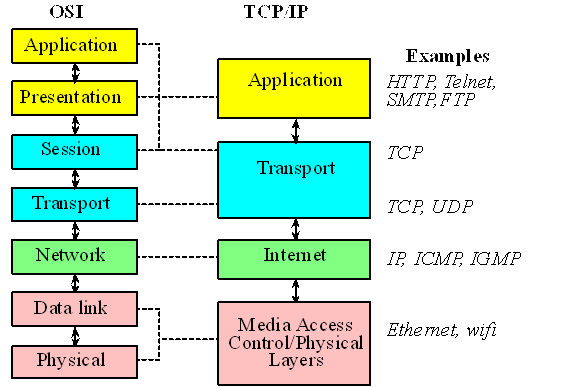 OSI
TCP/IP
Application
Presentation
Session
Transport
Network
Data link
Physical
Application
Transport
Internet
Media Access
Control/Physical
Layers
Examples
HTTP, Telnet,
SMTP,FTP
TCP
TCP, UDP
IP, ICMP, IGMP
Ethernet, wifi